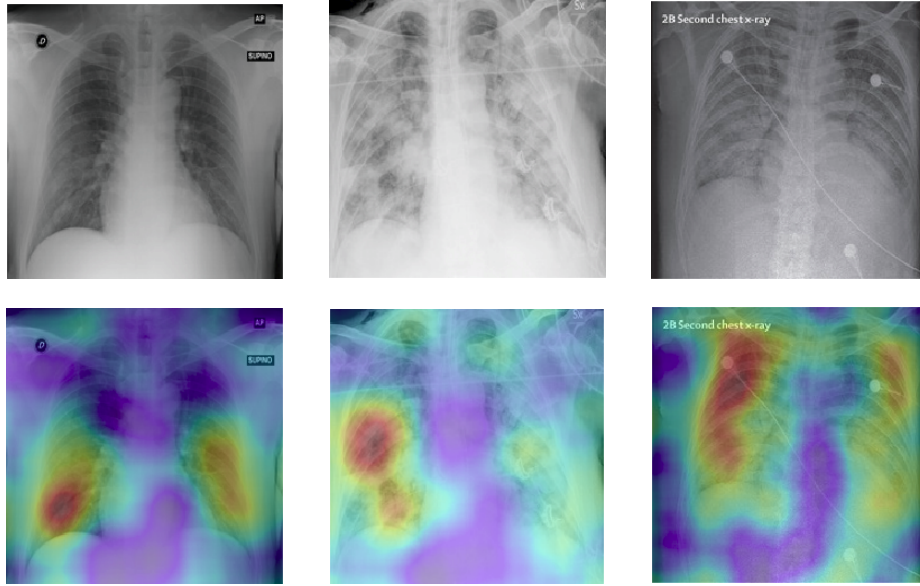 AP
.D
SUPINO
Sx
2B Second chest x-ray
AP
.D
SUPINO
Sx
2B Second chest x-ray